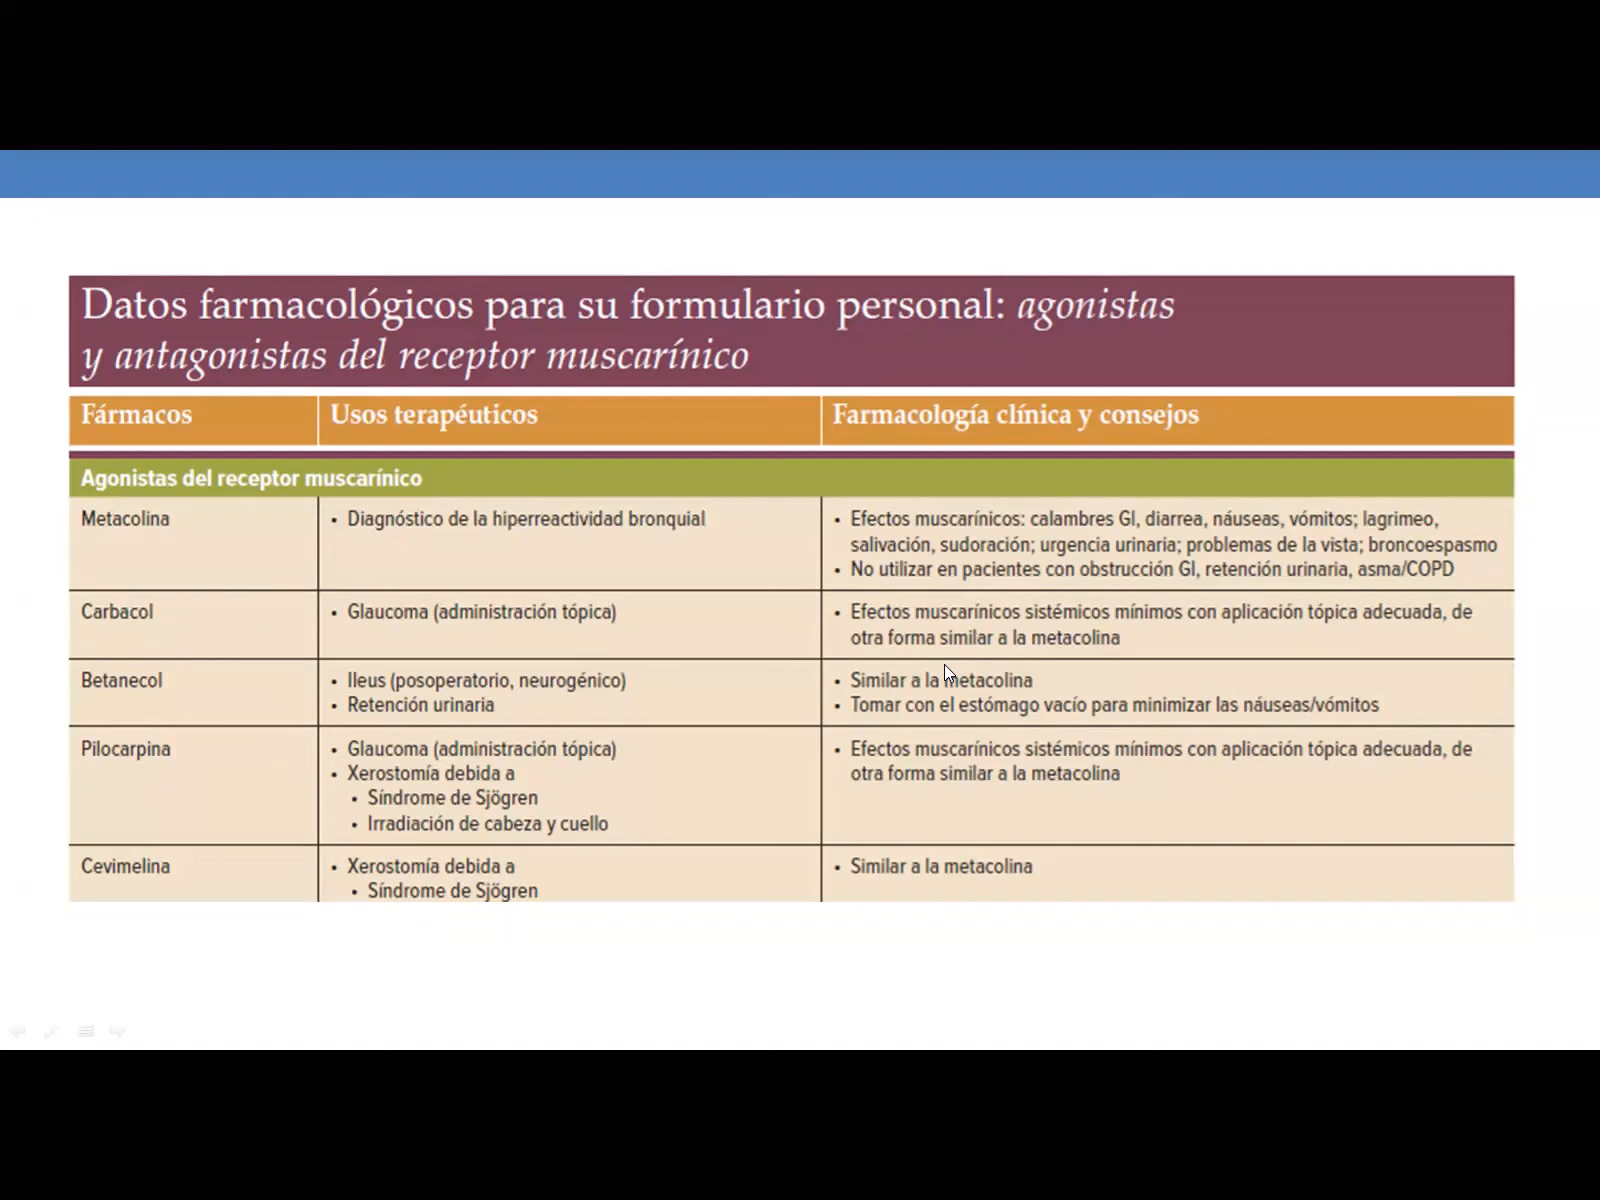 Datos farmacológicos para su formulario personal: agonistas
y antagonistas del receptor muscarínico
Fármacos
Usos terapéuticos
Farmacología clínica y consejos
Agonistas del receptor muscarínico
Metacolina
• Diagnóstico de la hiperreactividad bronquial
• Efectos muscarínicos: calambres GI, diarrea, náuseas, vómitos; lagrimeo,
salivación, sudoración; urgencia urinaria; problemas de la vista; broncoespasmo
• No utilizar en pacientes con obstrucción GI, retención urinaria, asma/COPD
Carbacol
• Glaucoma (administración tópica)
• Efectos muscarínicos sistémicos mínimos con aplicación tópica adecuada, de
otra forma similar a la metacolina
Betanecol
• Ileus (posoperatorio, neurogénico)
• Retención urinaria
• Similar a la metacolina
• Tomar con el estómago vacío para minimizar las náuseas/vómitos
Pilocarpina
• Glaucoma (administración tópica)
• Xerostomía debida a
• Síndrome de Sjögren
• Irradiación de cabeza y cuello
• Efectos muscarínicos sistémicos mínimos con aplicación tópica adecuada, de
otra forma similar a la metacolina
Cevimelina
• Xerostomía debida a
• Síndrome de Sjögren
• Similar a la metacolina